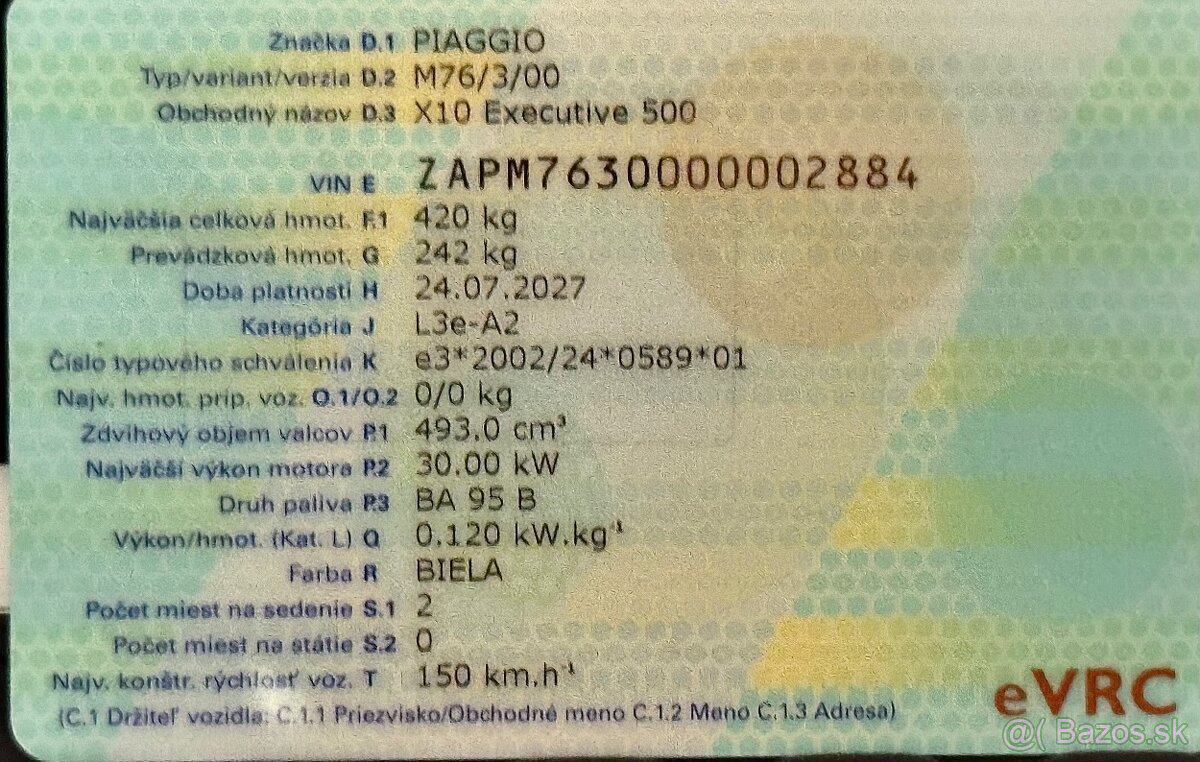 Značka D.1 PIAGGIO
Typ/variant/verzia D.2 M76/3/00
Obchodný názov D.3 X10 Executive 500
VIN E ZAPM7630000002884
Najväčšia celková hmot. F.1 420 kg
Prevádzková hmot. G 242 kg
Doba platnosti H 24.07.2027
Kategória J L3e-A2
Číslo typového schválenia K e3*2002/24*0589*01
Najv. hmot. príp. voz. O.1/O.2 0/0 kg
Zdvihový objem valcov P.1 493.0 cm³
Najväčší výkon motora P.2 30.00 kW
Druh paliva P.3 BA 95 B
Výkon/hmot. (Kat. L) Q 0.120 kW.kg⁻¹
Farba R BIELA
Počet miest na sedenie S.1 2
Počet miest na státie S.2 0
Najv. konštr. rýchlosť voz. T 150 km.h⁻¹
(C.1 Držiteľ vozidla: C.1.1 Priezvisko/Obchodné meno C.1.2 Meno C.1.3 Adresa)
eVRC
@( Bazos.sk